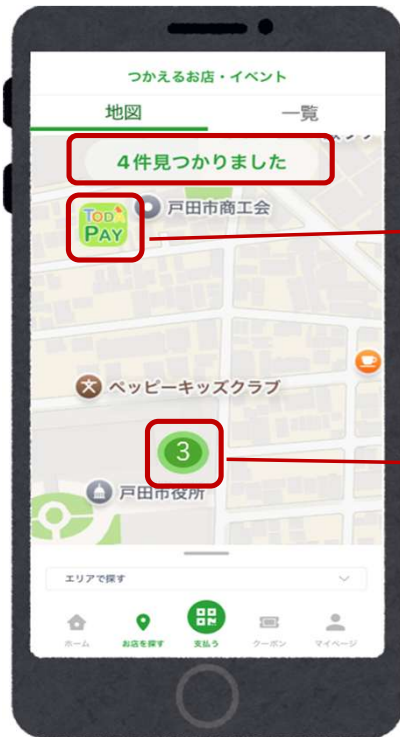 つかえるお店・イベント
地図
一覧
4件見つかりました
TODA
PAY
戸田市商工会
ペッピーキッズクラブ
3
戸田市役所
エリアで探す
ホーム
お店を探す
支払う
クーポン
マイページ